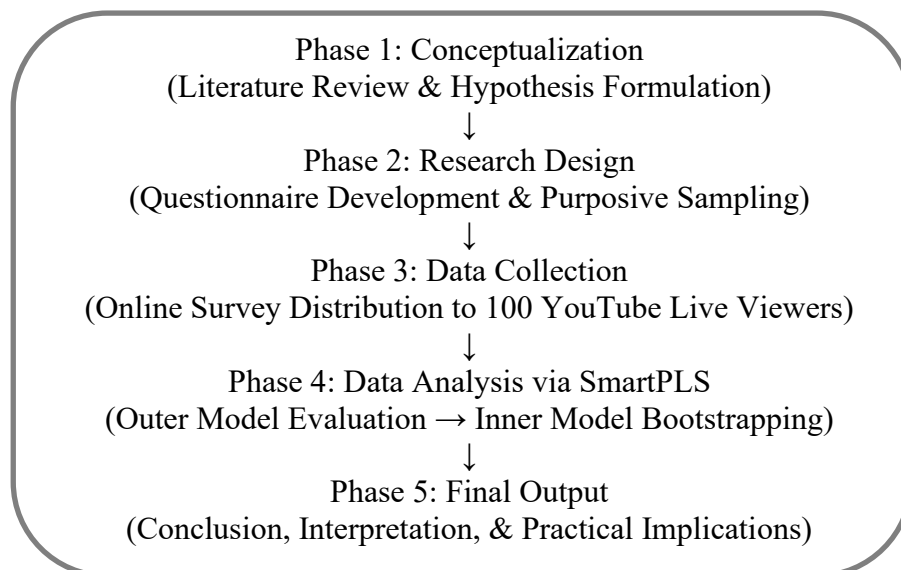 Phase 1: Conceptualization
(Literature Review & Hypothesis Formulation)
↓
Phase 2: Research Design
(Questionnaire Development & Purposive Sampling)
↓
Phase 3: Data Collection
(Online Survey Distribution to 100 YouTube Live Viewers)
↓
Phase 4: Data Analysis via SmartPLS
(Outer Model Evaluation → Inner Model Bootstrapping)
↓
Phase 5: Final Output
(Conclusion, Interpretation, & Practical Implications)